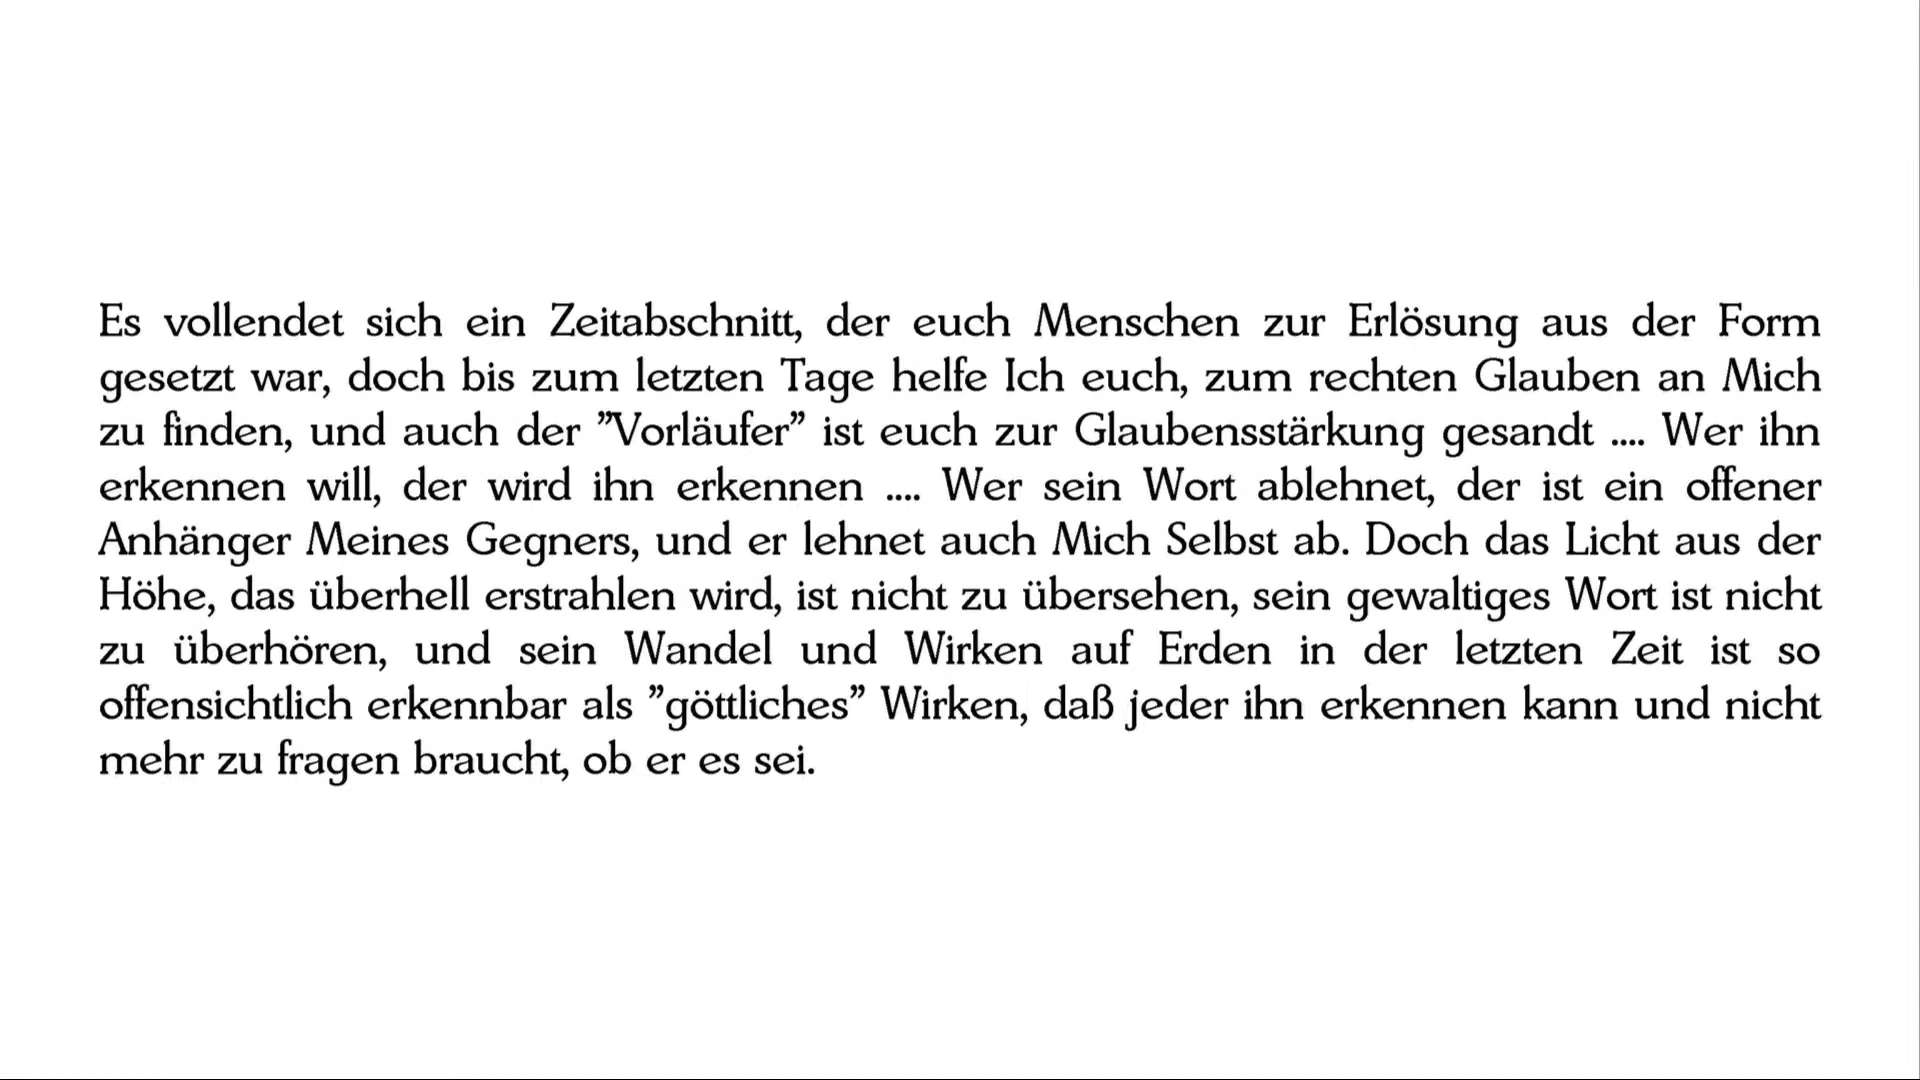 Es vollendet sich ein Zeitabschnitt, der euch Menschen zur Erlösung aus der Form
gesetzt war, doch bis zum letzten Tage helfe Ich euch, zum rechten Glauben an Mich
zu finden, und auch der ”Vorläufer” ist euch zur Glaubensstärkung gesandt .... Wer ihn
erkennen will, der wird ihn erkennen .... Wer sein Wort ablehnet, der ist ein offener
Anhänger Meines Gegners, und er lehnet auch Mich Selbst ab. Doch das Licht aus der
Höhe, das überhell erstrahlen wird, ist nicht zu übersehen, sein gewaltiges Wort ist nicht
zu überhören, und sein Wandel und Wirken auf Erden in der letzten Zeit ist so
offensichtlich erkennbar als ”göttliches” Wirken, daß jeder ihn erkennen kann und nicht
mehr zu fragen braucht, ob er es sei.